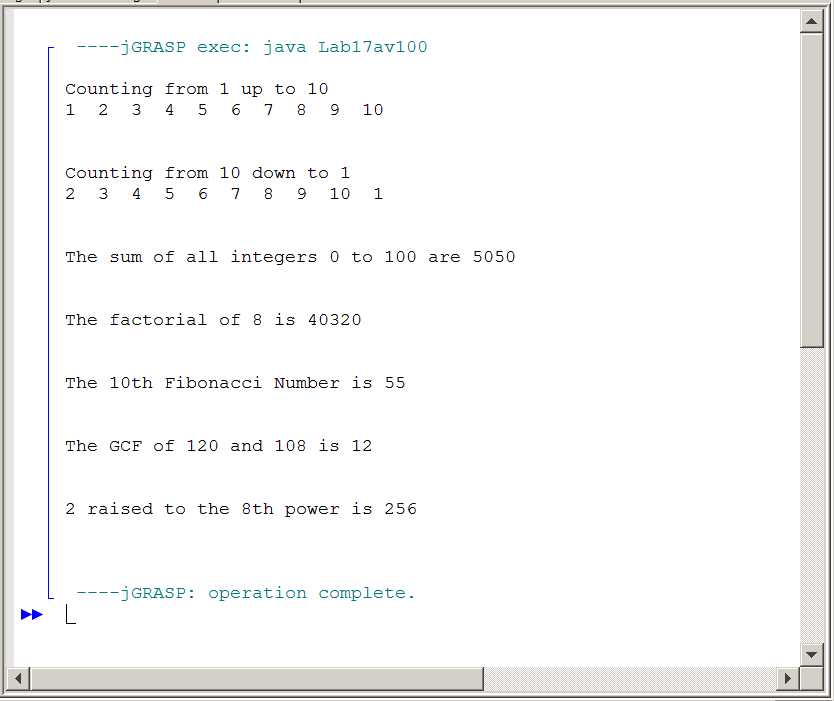 ----jGRASP exec: java Lab17av100
Counting from 1 up to 10
1  2  3  4  5  6  7  8  9  10
Counting from 10 down to 1
2  3  4  5  6  7  8  9  10  1
The sum of all integers 0 to 100 are 5050
The factorial of 8 is 40320
The 10th Fibonacci Number is 55
The GCF of 120 and 108 is 12
2 raised to the 8th power is 256
----jGRASP: operation complete.